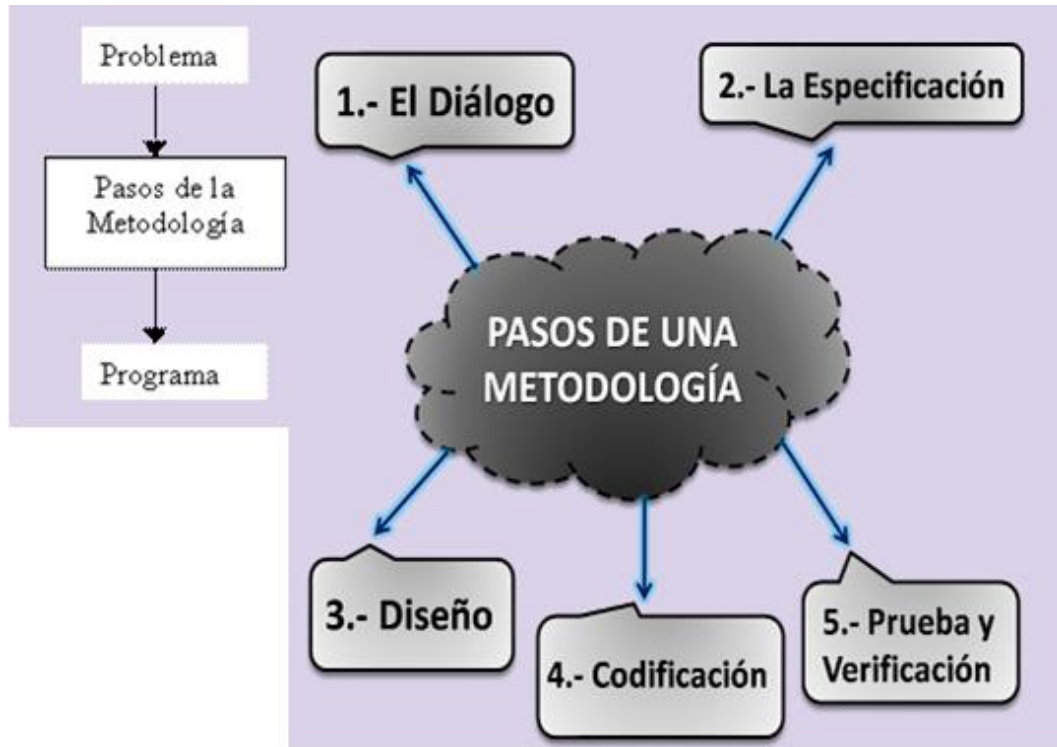 Problema
Pasos de la
Metodología
Programa
1.- El Diálogo
2.- La Especificación
PASOS DE UNA
METODOLOGÍA
3.- Diseño
4.- Codificación
5.- Prueba y
Verificación